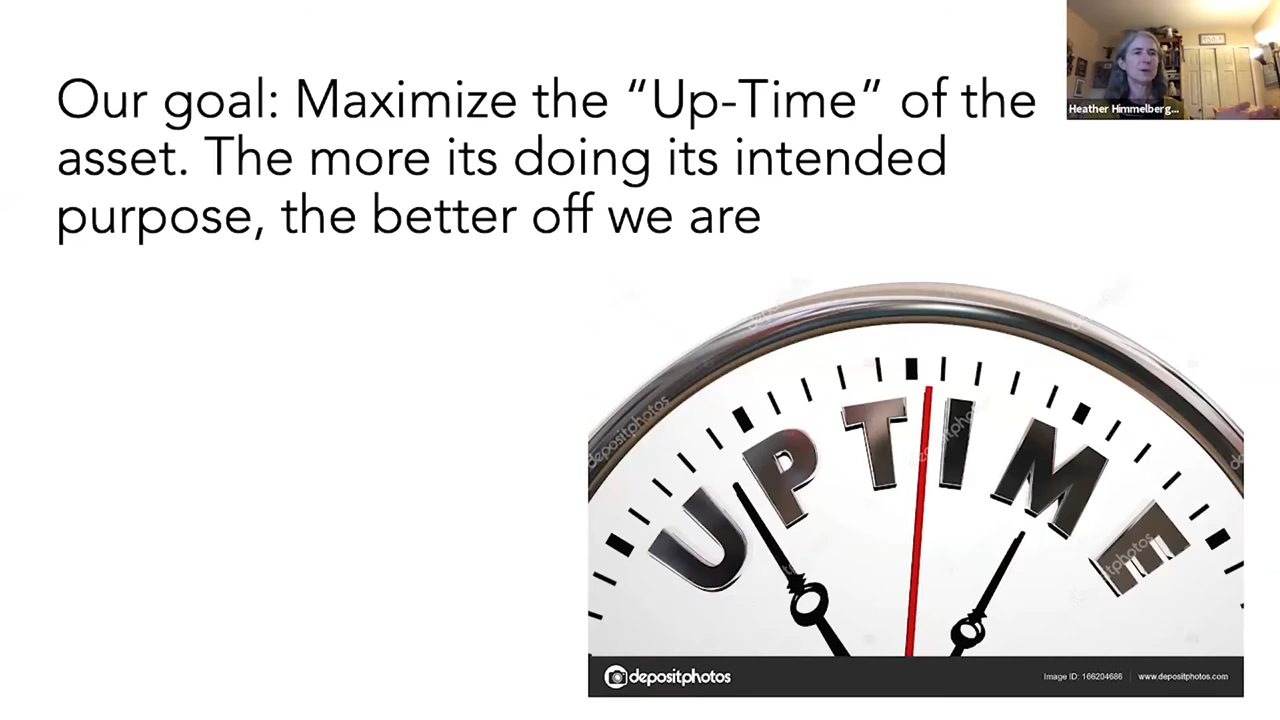 Our goal: Maximize the “Up-Time” of the
asset. The more its doing its intended
purpose, the better off we are
Heather Himmelberg...
UPTIME
depositphotos
depositphotos
Image ID: 166204686
www.depositphotos.com